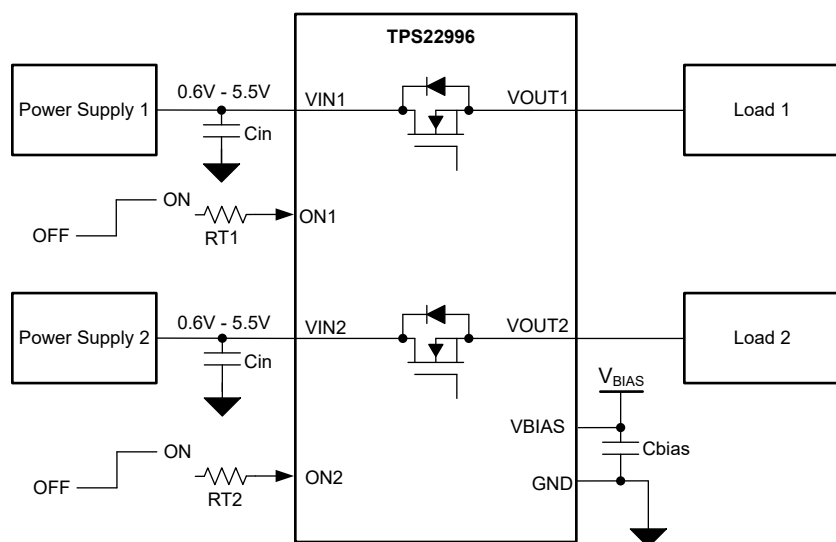 TPS22996
Power Supply 1
0.6V - 5.5V
VIN1
VOUT1
Load 1
Cin
ON
OFF
RT1
ON1
Power Supply 2
0.6V - 5.5V
VIN2
VOUT2
Load 2
Cin
VBIAS
VBIAS
Cbias
ON
OFF
RT2
ON2
GND